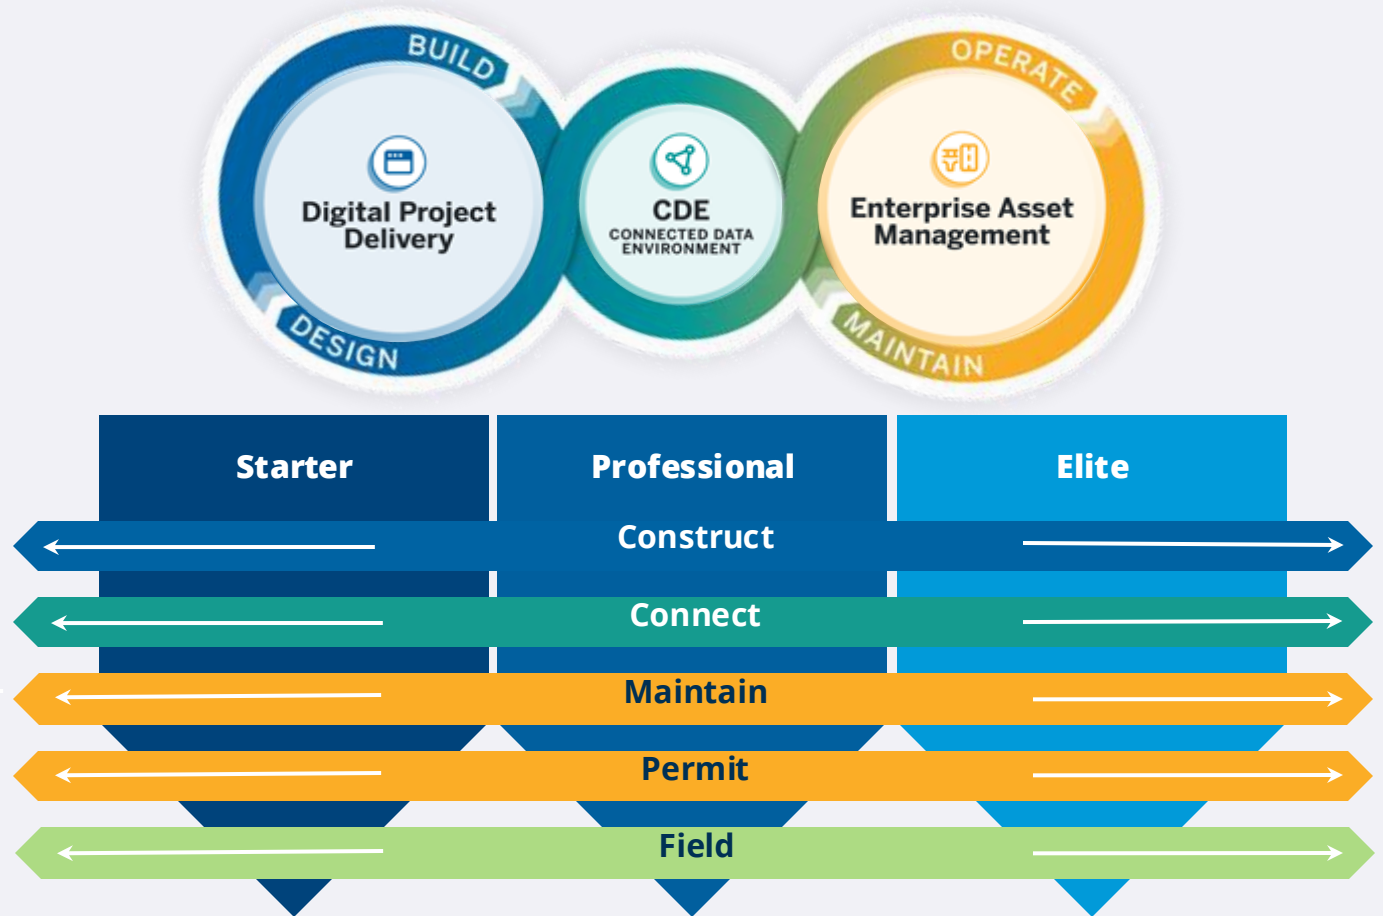 BUILD
OPERATE
Digital Project
Delivery
CDE
CONNECTED DATA
ENVIRONMENT
Enterprise Asset
Management
DESIGN
MAINTAIN
Starter
Professional
Elite
Construct
Connect
Maintain
Permit
Field